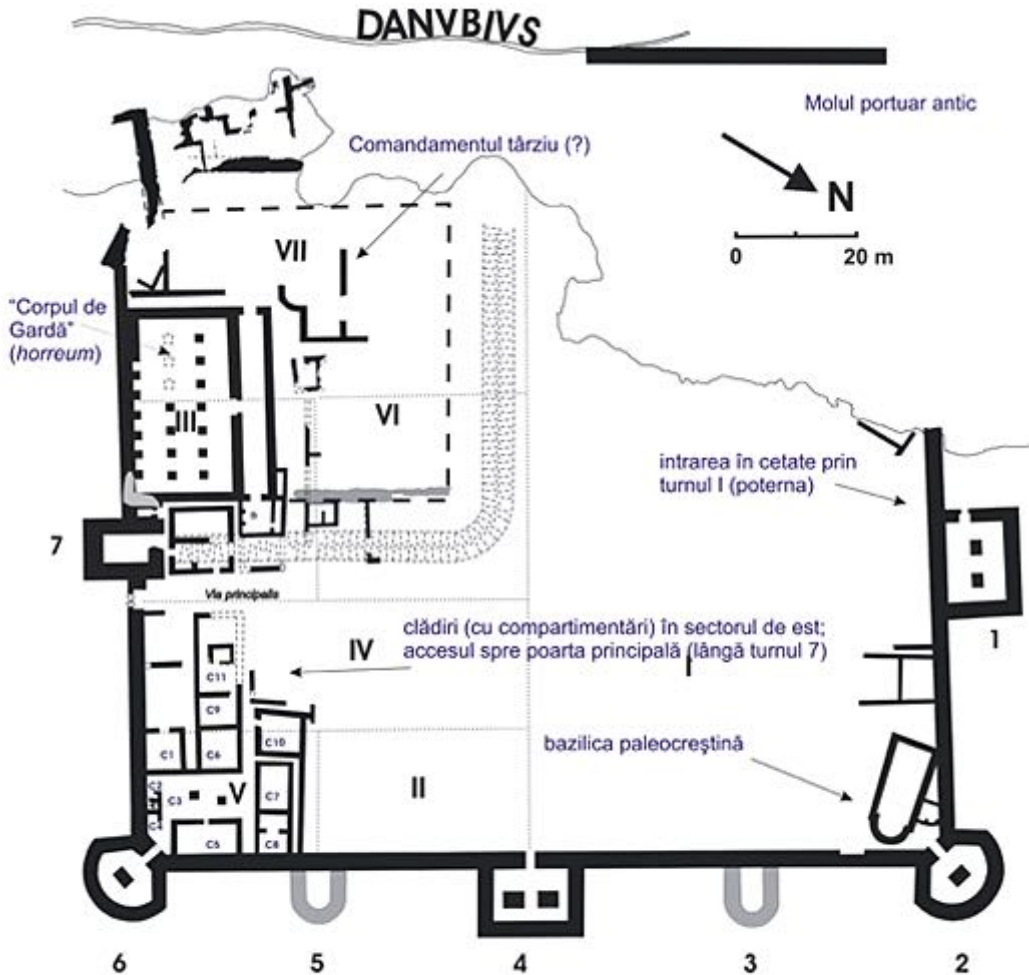 DANVBIVS
Molul portuar antic
Comandamentul târziu (?)
N
0 20 m
VII
"Corpul de
Gardă"
(horreum)
III
VI
intrarea în cetate prin
turnul I (poterna)
7
Via principalis
1
clădiri (cu compartimentări) în sectorul de est;
IV
accesul spre poarta principală (lângă turnul 7)
I
C11
C9
C10
bazilica paleocreştină
C1
C6
C2
C3
V
C7
II
C4
C5
C8
6 5 4 3 2